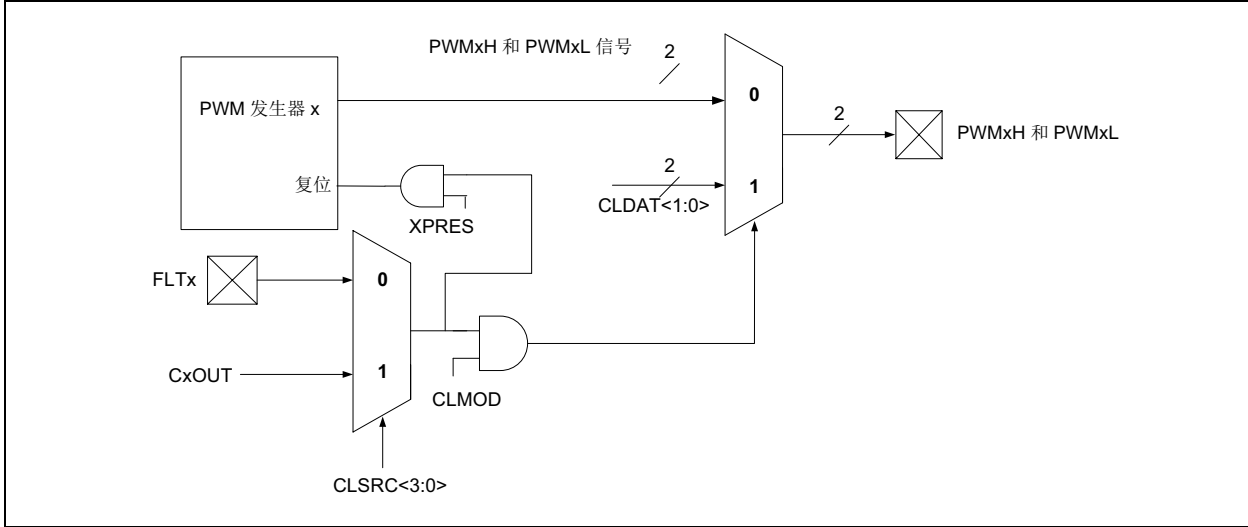 PWMxH 和 PWMxL 信号
2
PWM 发生器 x
0
2
PWMxH 和 PWMxL
2
复位
1
CLDAT<1:0>
XPRES
FLTx
0
CxOUT
1
CLMOD
CLSRC<3:0>